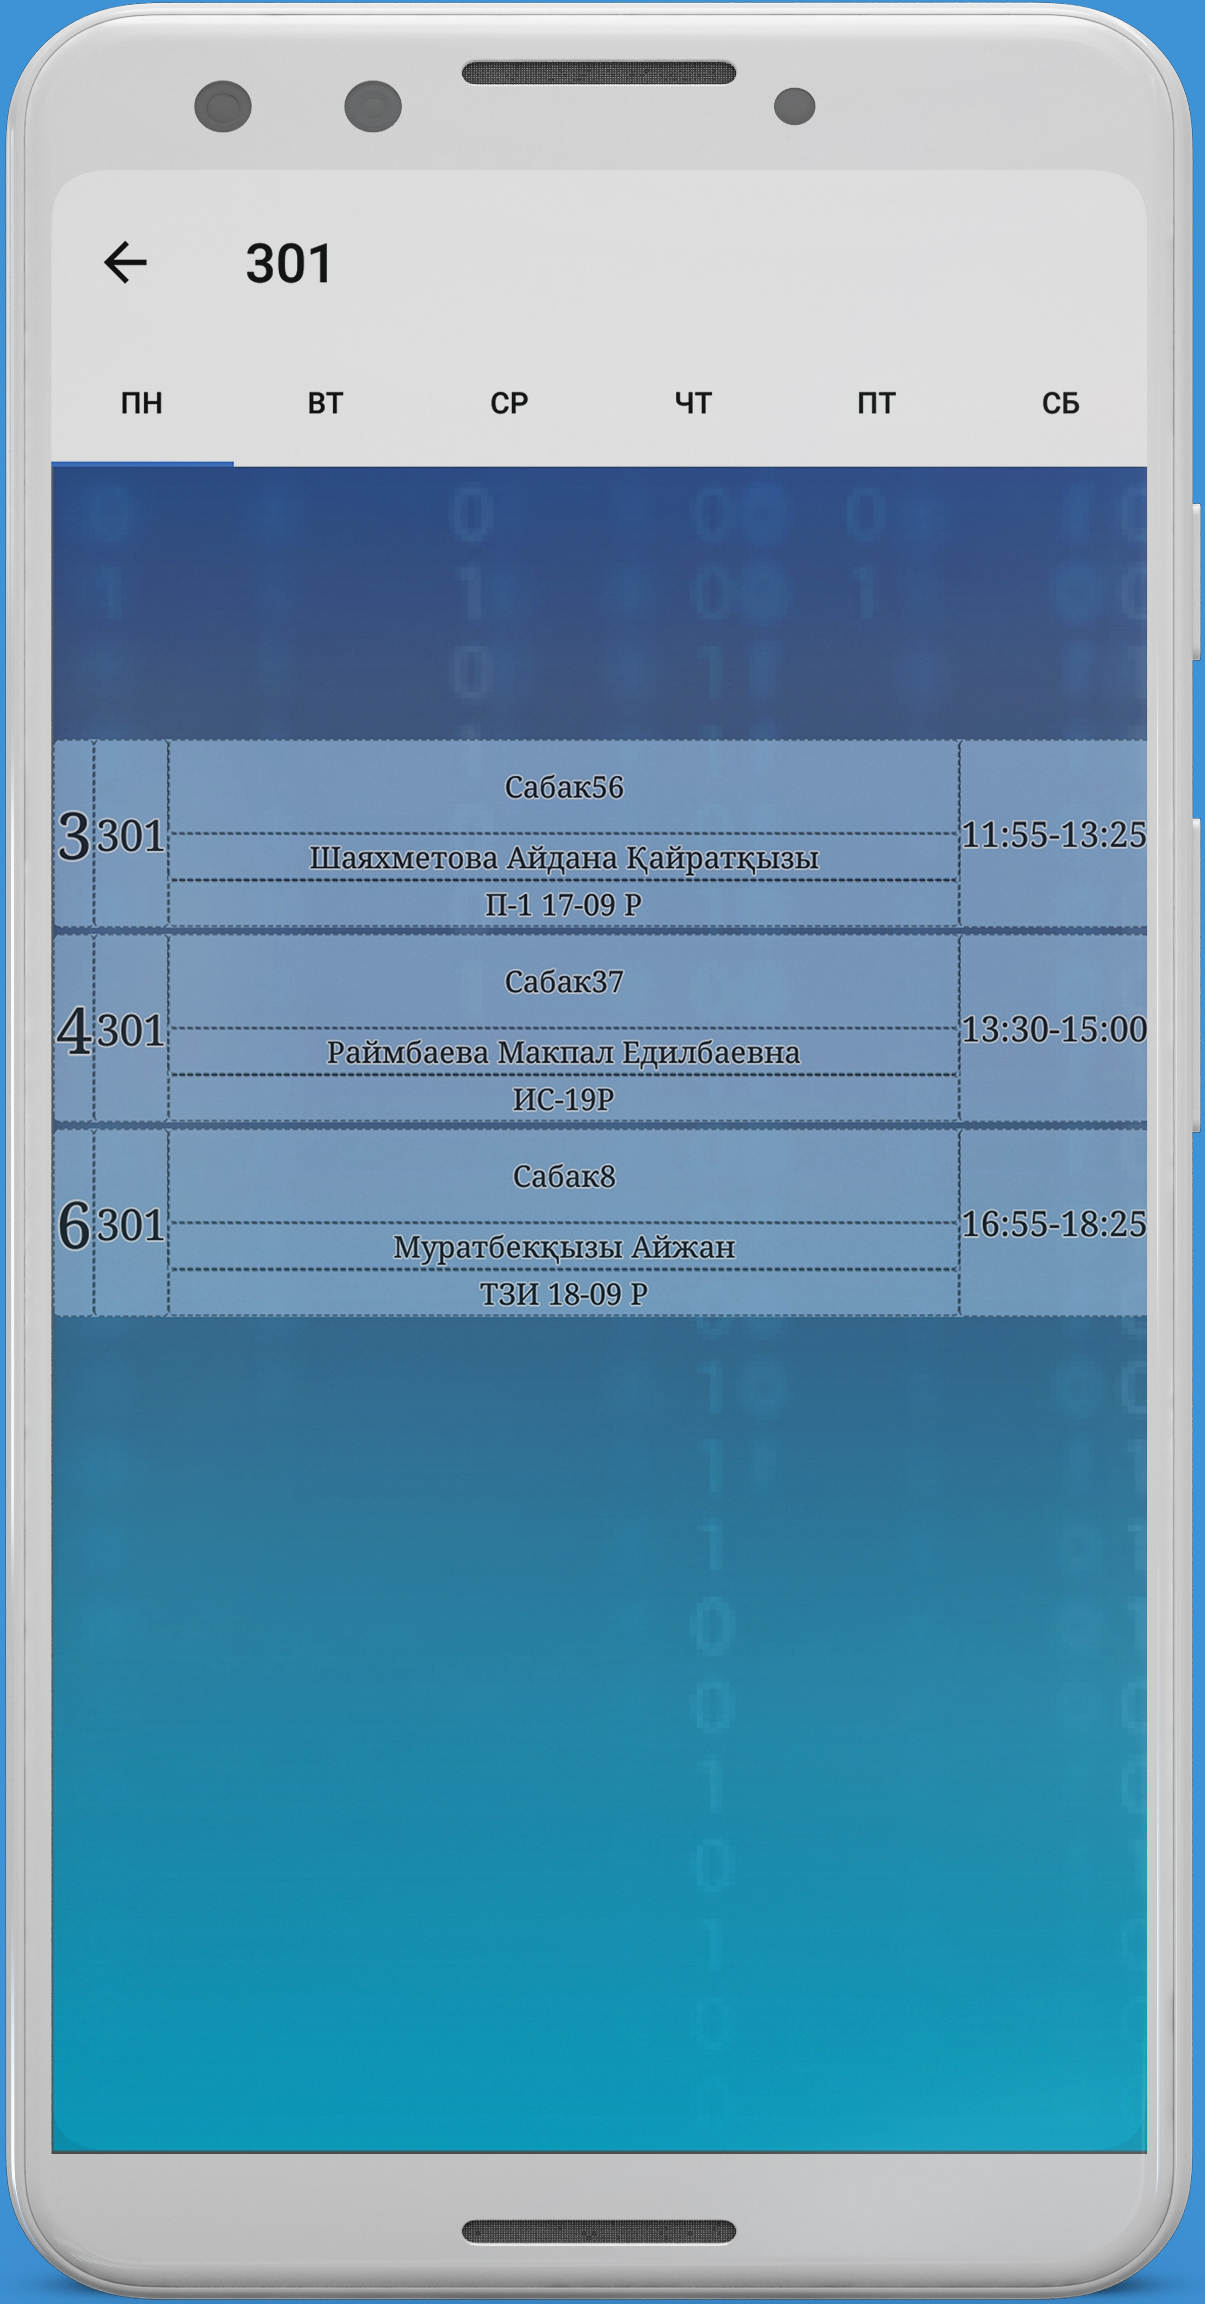 301
ПН ВТ СР ЧТ ПТ СБ
Сабак56
3 301 11:55-13:25
Шаяхметова Айдана Қайратқызы
П-1 17-09 Р
Сабак37
4 301 13:30-15:00
Раймбаева Макпал Едилбаевна
ИС-19Р
Сабак8
6 301 16:55-18:25
Муратбекқызы Айжан
ТЗИ 18-09 Р